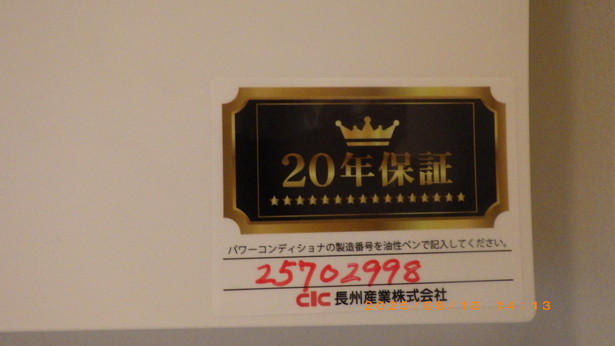 20年保証
パワーコンディショナの製造番号を油性ペンで記入してください。
25702998
CIC 長州産業株式会社